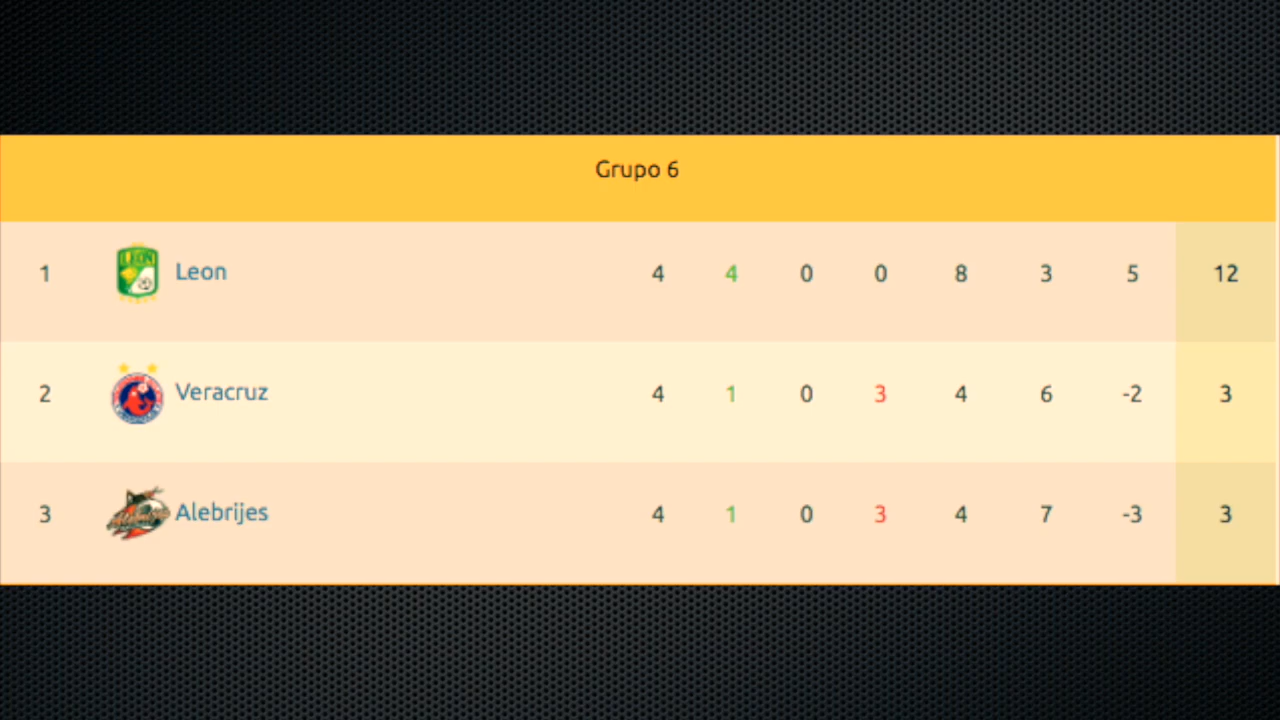 Grupo 6
1 LEON Leon 4 4 0 0 8 3 5 12
2 Veracruz 4 1 0 3 4 6 -2 3
3 Alebrijes 4 1 0 3 4 7 -3 3